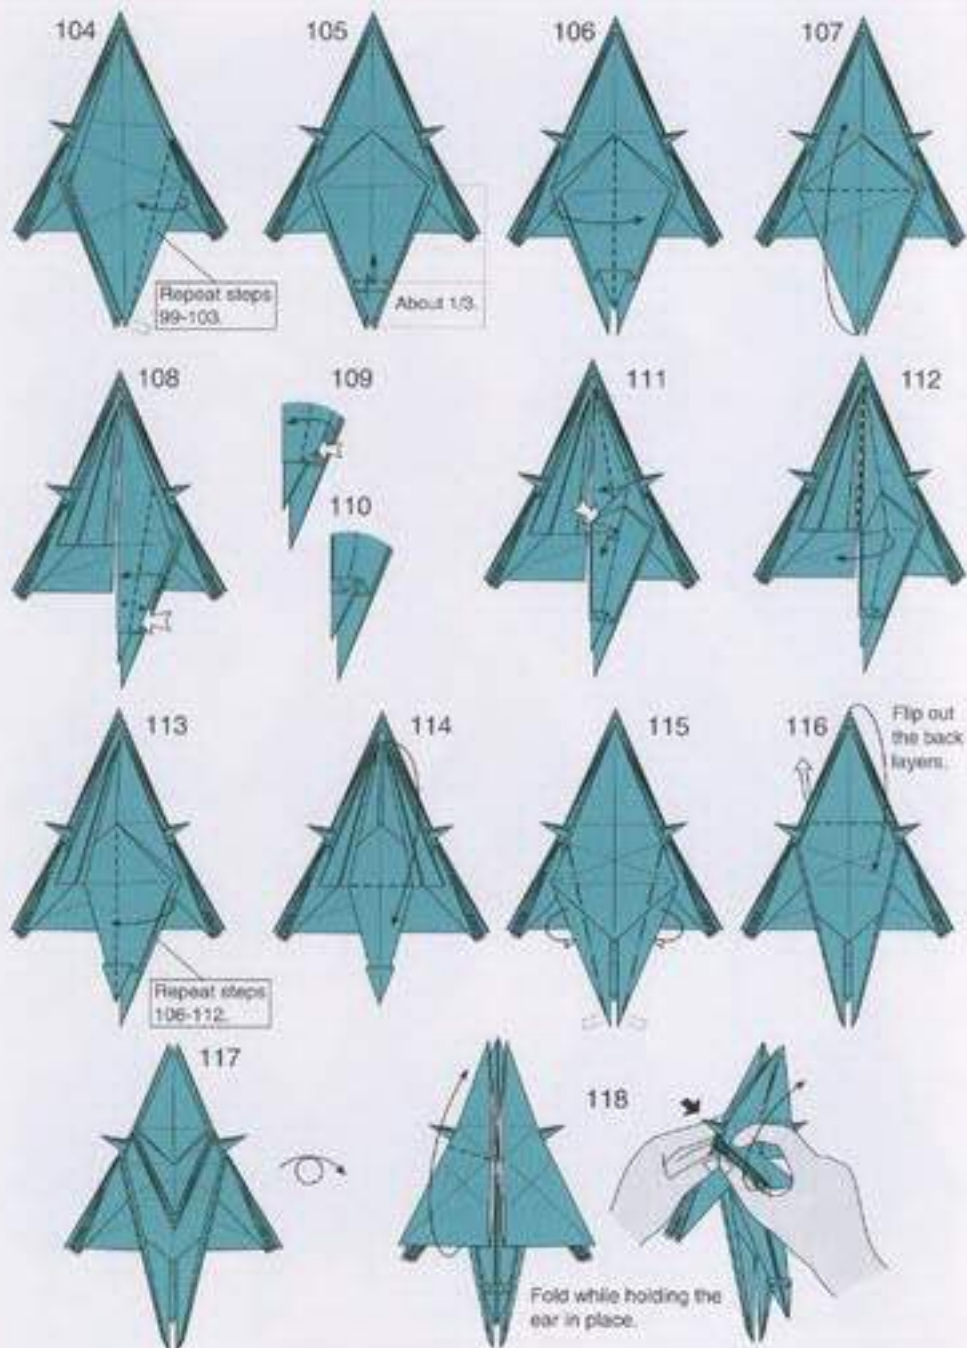 104
105
106
107
Repeat steps
99-103.
About 1/3.
108
109
110
111
112
113
114
115
116
Flip out
the back
layers.
Repeat steps
106-112.
117
118
Fold while holding the
ear in place.